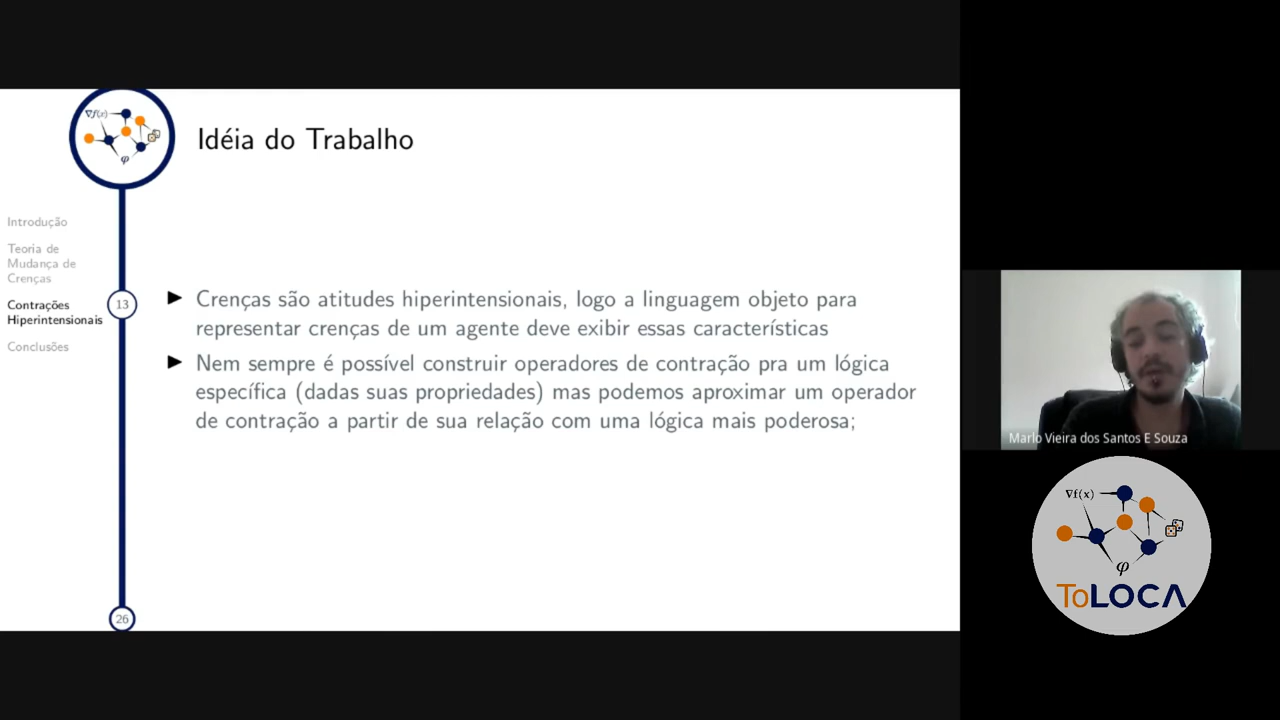 ∇f(x)
φ
Idéia do Trabalho
Introdução
Teoria de
Mudança de
Crenças
Contrações
Hiperintensionais
Conclusões
13
26
Crenças são atitudes hiperintensionais, logo a linguagem objeto para
representar crenças de um agente deve exibir essas características
Nem sempre é possível construir operadores de contração pra um lógica
específica (dadas suas propriedades) mas podemos aproximar um operador
de contração a partir de sua relação com uma lógica mais poderosa;
Marlo Vieira dos Santos E Souza
∇f(x)
φ
ToLOCA